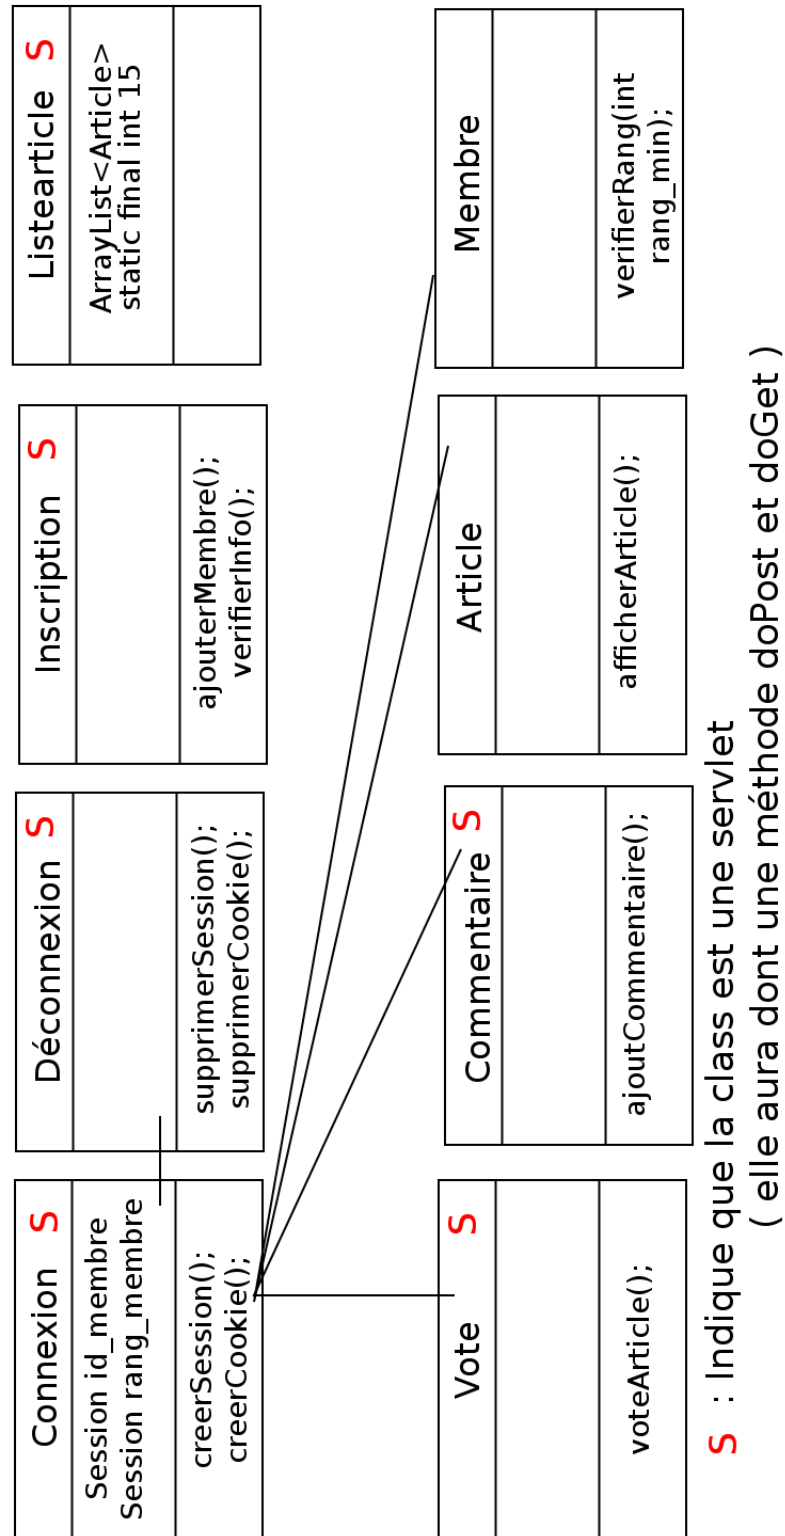 Connexion S
Session id_membre
Session rang_membre
creerSession();
creerCookie();
Déconnexion S
supprimerSession();
supprimerCookie();
Inscription S
ajouterMembre();
verifierInfo();
Listearticle S
ArrayList<Article>
static final int 15
Vote S
voteArticle();
Commentaire S
ajoutCommentaire();
Article
afficherArticle();
Membre
verifierRang(int
rang_min);
S : Indique que la class est une servlet
( elle aura dont une méthode doPost et doGet )